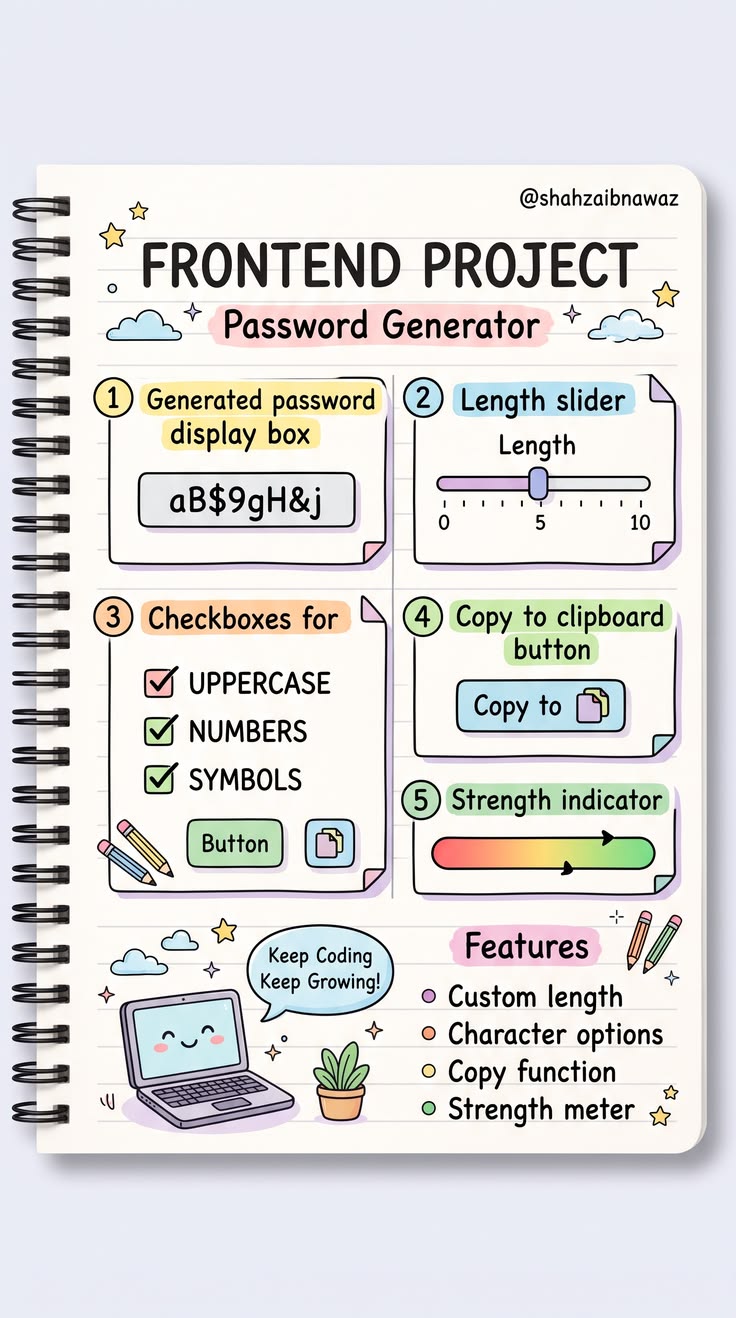 @shahzaibnawaz
FRONTEND PROJECT
Password Generator
1 Generated password
display box
aB$9gH&j
2 Length slider
Length
0 5 10
3 Checkboxes for
UPPERCASE
NUMBERS
SYMBOLS
Button
4 Copy to clipboard
button
Copy to
5 Strength indicator
Keep Coding
Keep Growing!
Features
Custom length
Character options
Copy function
Strength meter